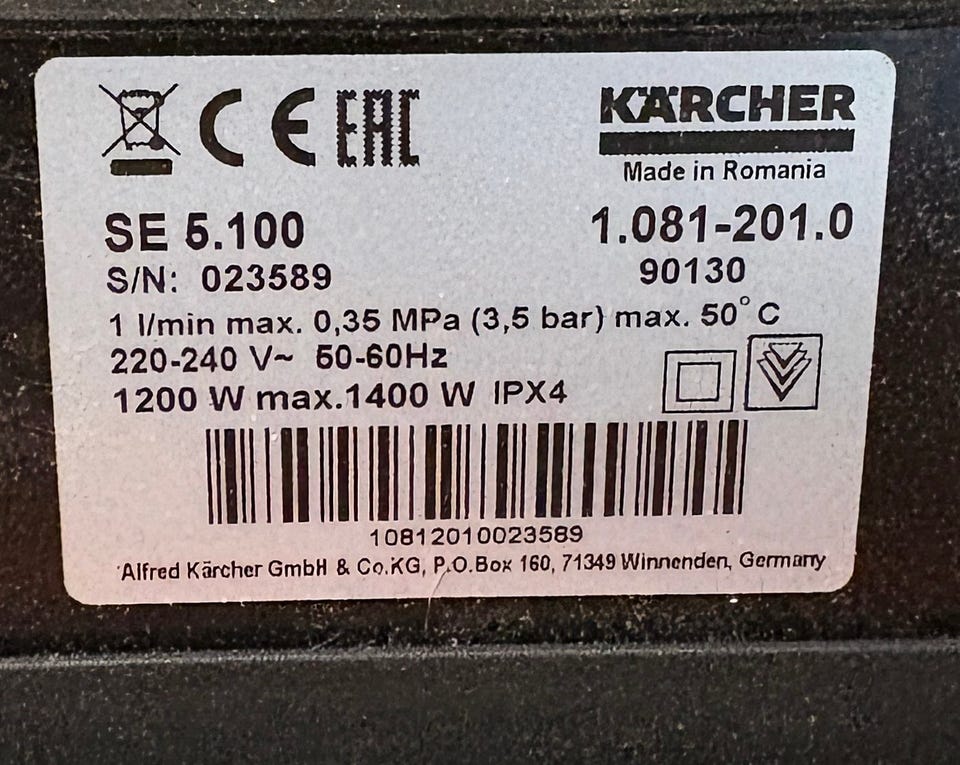 CE EAC KÄRCHER
Made in Romania
SE 5.100 1.081-201.0
S/N: 023589 90130
1 l/min max. 0,35 MPa (3,5 bar) max. 50°C
220-240 V~ 50-60Hz
1200 W max.1400 W IPX4
10812010023589
Alfred Kärcher GmbH & Co.KG, P.O.Box 160, 71349 Winnenden, Germany